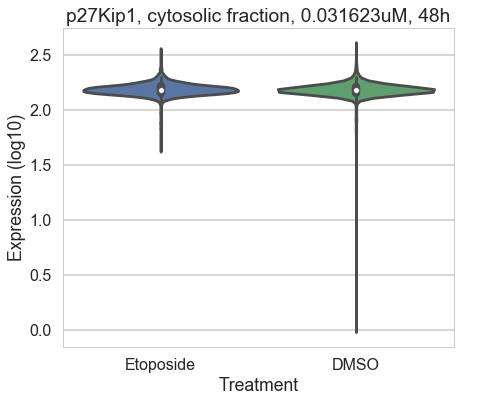 p27Kip1, cytosolic fraction, 0.031623uM, 48h
Expression (log10)
2.5
2.0
1.5
1.0
0.5
0.0
Etoposide DMSO
Treatment